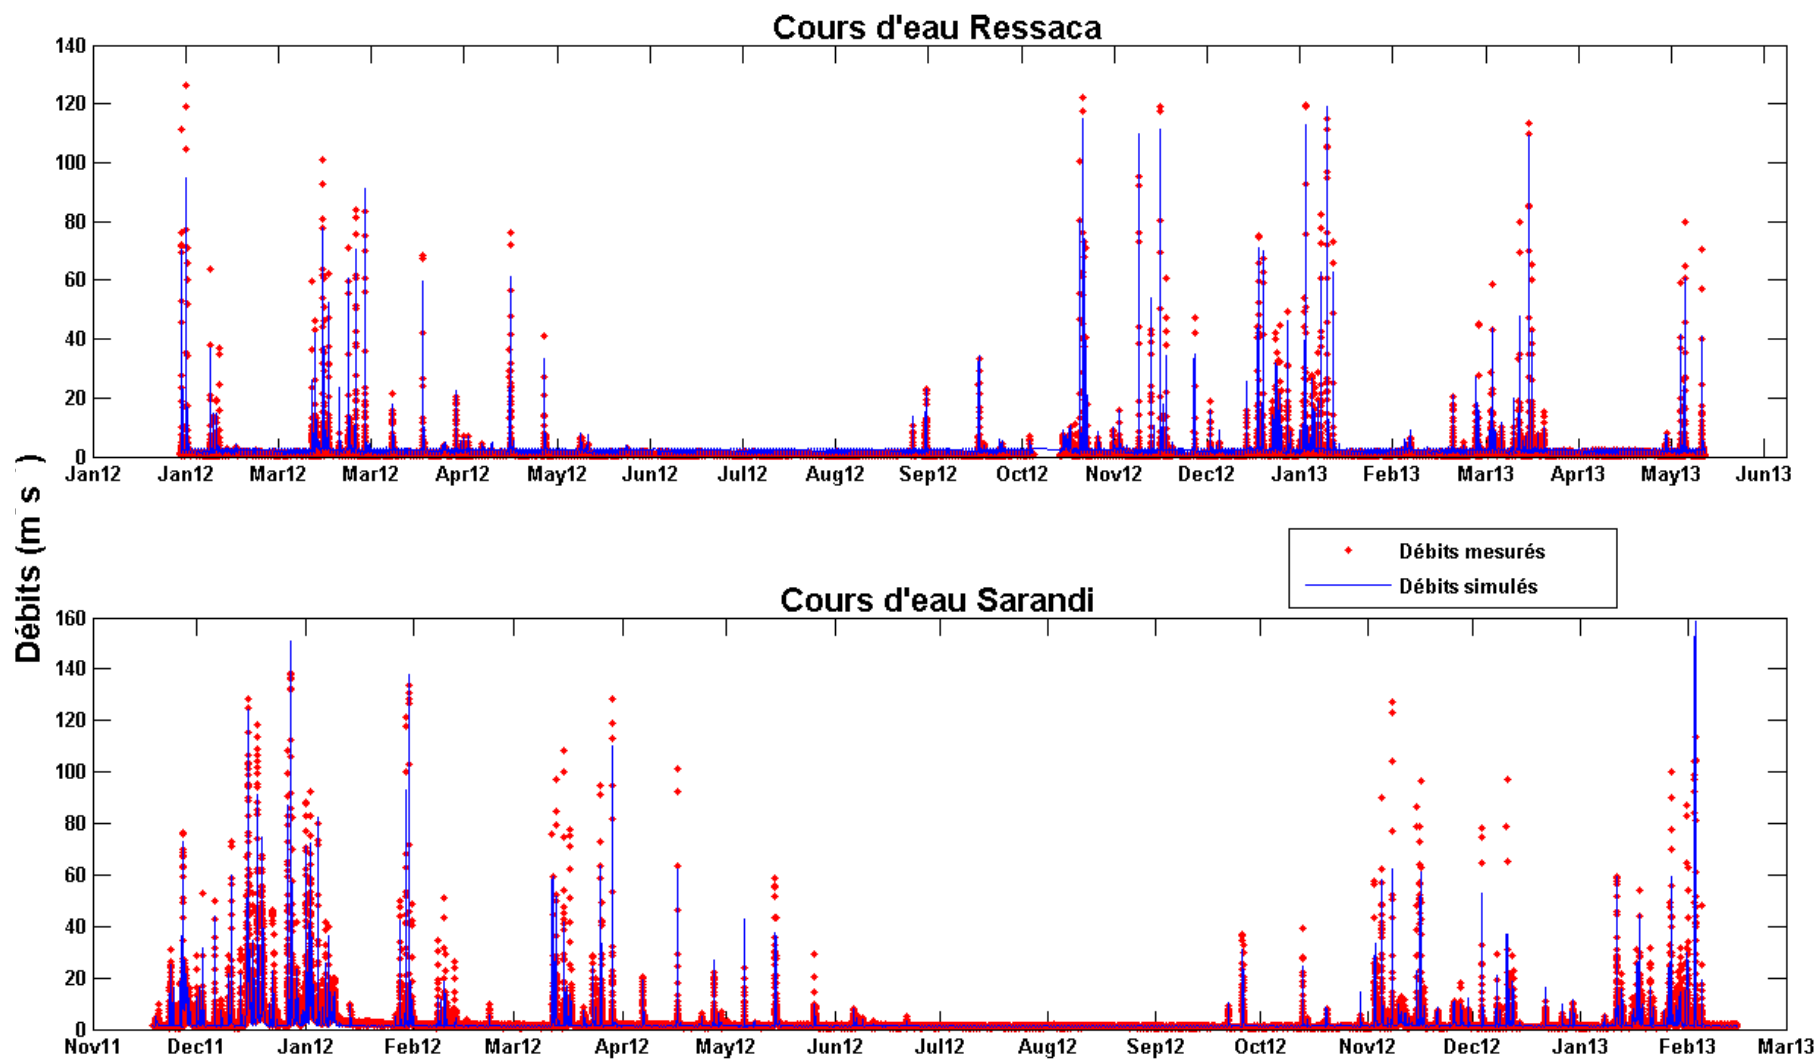 Cours d'eau Ressaca
140
120
100
80
60
40
20
0
Jan12 Jan12 Mar12 Mar12 Apr12 May12 Jun12 Jul12 Aug12 Sep12 Oct12 Nov12 Dec12 Jan13 Feb13 Mar13 Apr13 May13 Jun13
Débits (m s )
Débits mesurés
Débits simulés
Cours d'eau Sarandi
160
140
120
100
80
60
40
20
0
Nov11 Dec11 Jan12 Feb12 Mar12 Apr12 May12 Jun12 Jul12 Aug12 Sep12 Oct12 Nov12 Dec12 Jan13 Feb13 Mar13